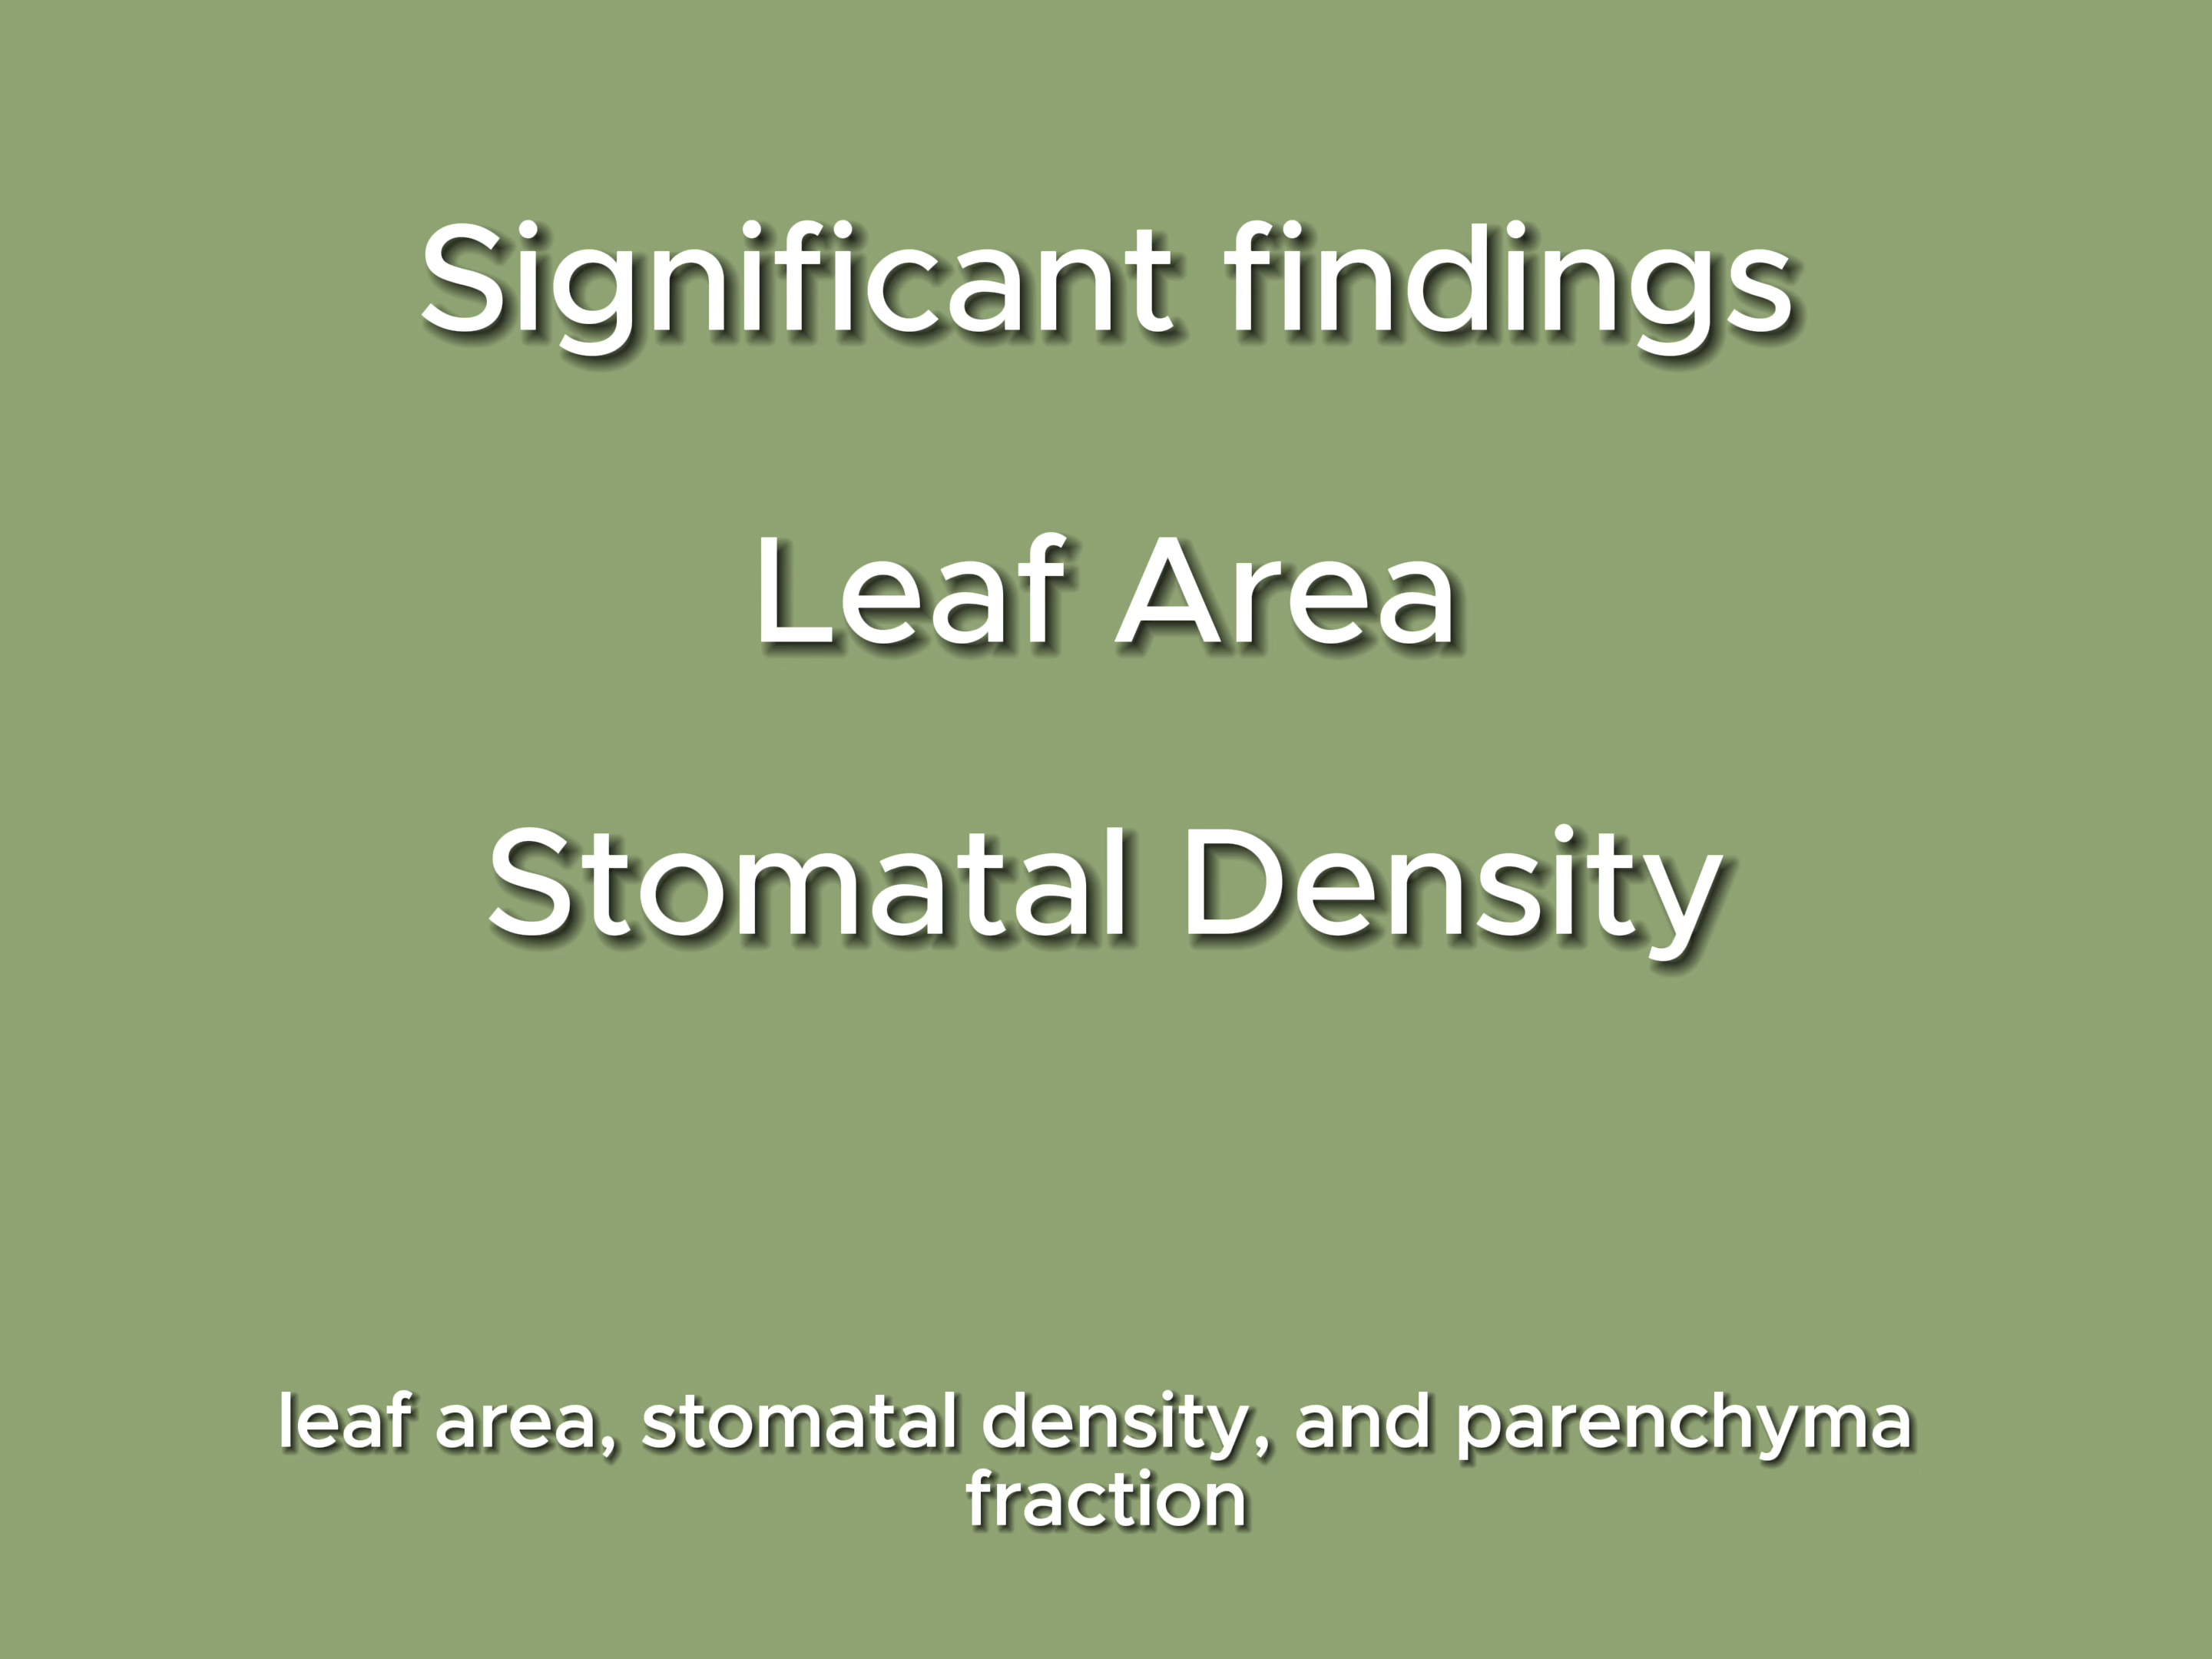 Significant findings
Leaf Area
Stomatal Density
leaf area, stomatal density, and parenchyma
fraction